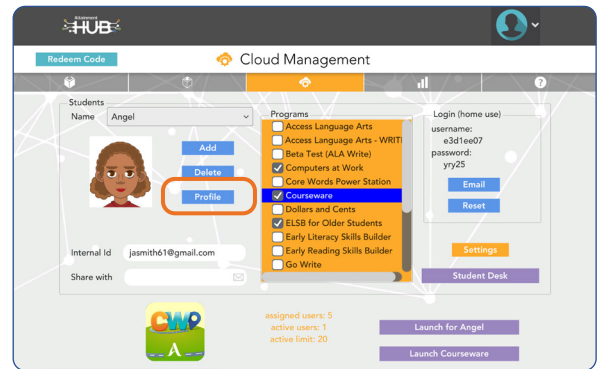 Attainment
HUB
Redeem Code
Cloud Management
?
Students
Name Angel
Add
Delete
Profile
Internal Id jasmith61@gmail.com
Share with
Programs
Access Language Arts
Access Language Arts - WRIT
Beta Test (ALA Write)
Computers at Work
Core Words Power Station
Courseware
Dollars and Cents
ELSB for Older Students
Early Literacy Skills Builder
Early Reading Skills Builder
Go Write
Login (home use)
username:
e3d1ee07
password:
yry25
Email
Reset
Settings
Student Desk
CWP
A
assigned users: 5
active users: 1
active limit: 20
Launch for Angel
Launch Courseware